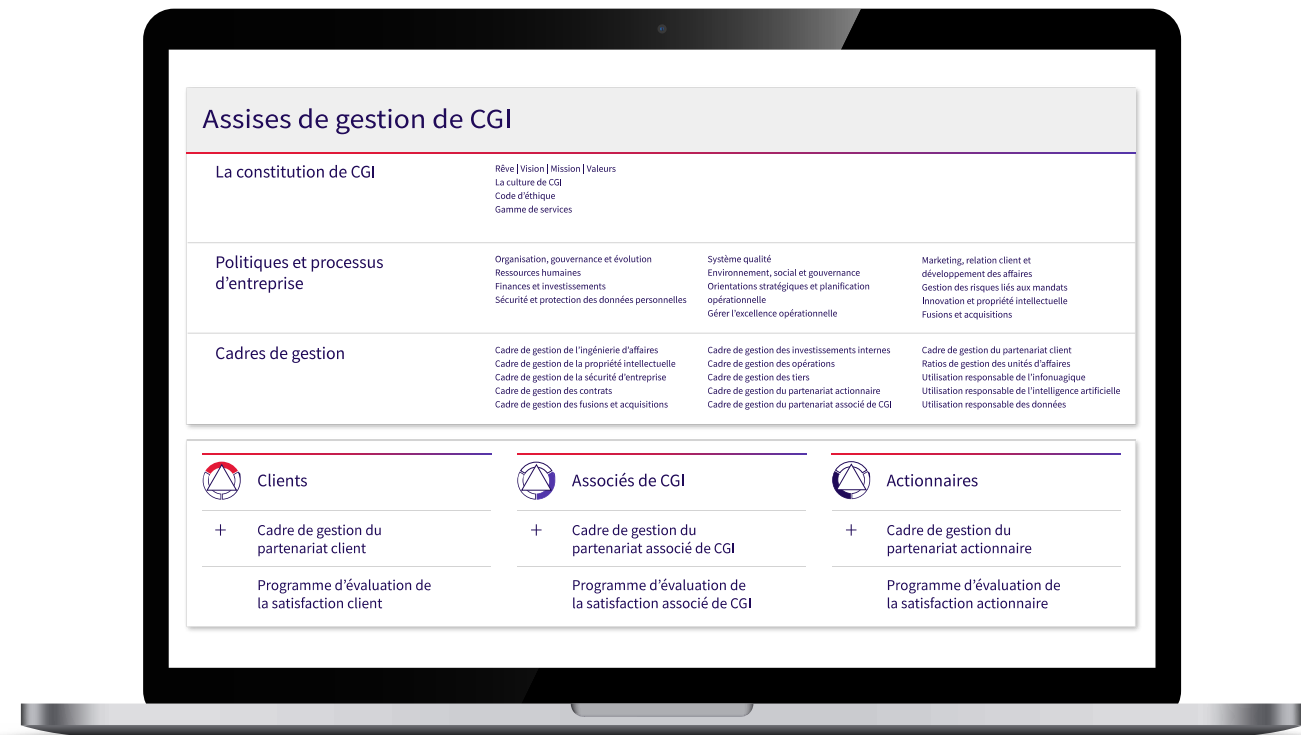 Assises de gestion de CGI
La constitution de CGI
Rêve | Vision | Mission | Valeurs
La culture de CGI
Code d'éthique
Gamme de services
Politiques et processus
d'entreprise
Organisation, gouvernance et évolution
Ressources humaines
Finances et investissements
Sécurité et protection des données personnelles
Système qualité
Environnement, social et gouvernance
Orientations stratégiques et planification
opérationnelle
Gérer l'excellence opérationnelle
Marketing, relation client et
développement des affaires
Gestion des risques liés aux mandats
Innovation et propriété intellectuelle
Fusions et acquisitions
Cadres de gestion
Cadre de gestion de l'ingénierie d'affaires
Cadre de gestion de la propriété intellectuelle
Cadre de gestion de la sécurité d'entreprise
Cadre de gestion des contrats
Cadre de gestion des fusions et acquisitions
Cadre de gestion des investissements internes
Cadre de gestion des opérations
Cadre de gestion des tiers
Cadre de gestion du partenariat actionnaire
Cadre de gestion du partenariat associé de CGI
Cadre de gestion du partenariat client
Ratios de gestion des unités d'affaires
Utilisation responsable de l'infonuagique
Utilisation responsable de l'intelligence artificielle
Utilisation responsable des données
Clients
+ Cadre de gestion du
partenariat client
Programme d'évaluation de
la satisfaction client
Associés de CGI
+ Cadre de gestion du
partenariat associé de CGI
Programme d'évaluation de
la satisfaction associé de CGI
Actionnaires
+ Cadre de gestion du
partenariat actionnaire
Programme d'évaluation de
la satisfaction actionnaire